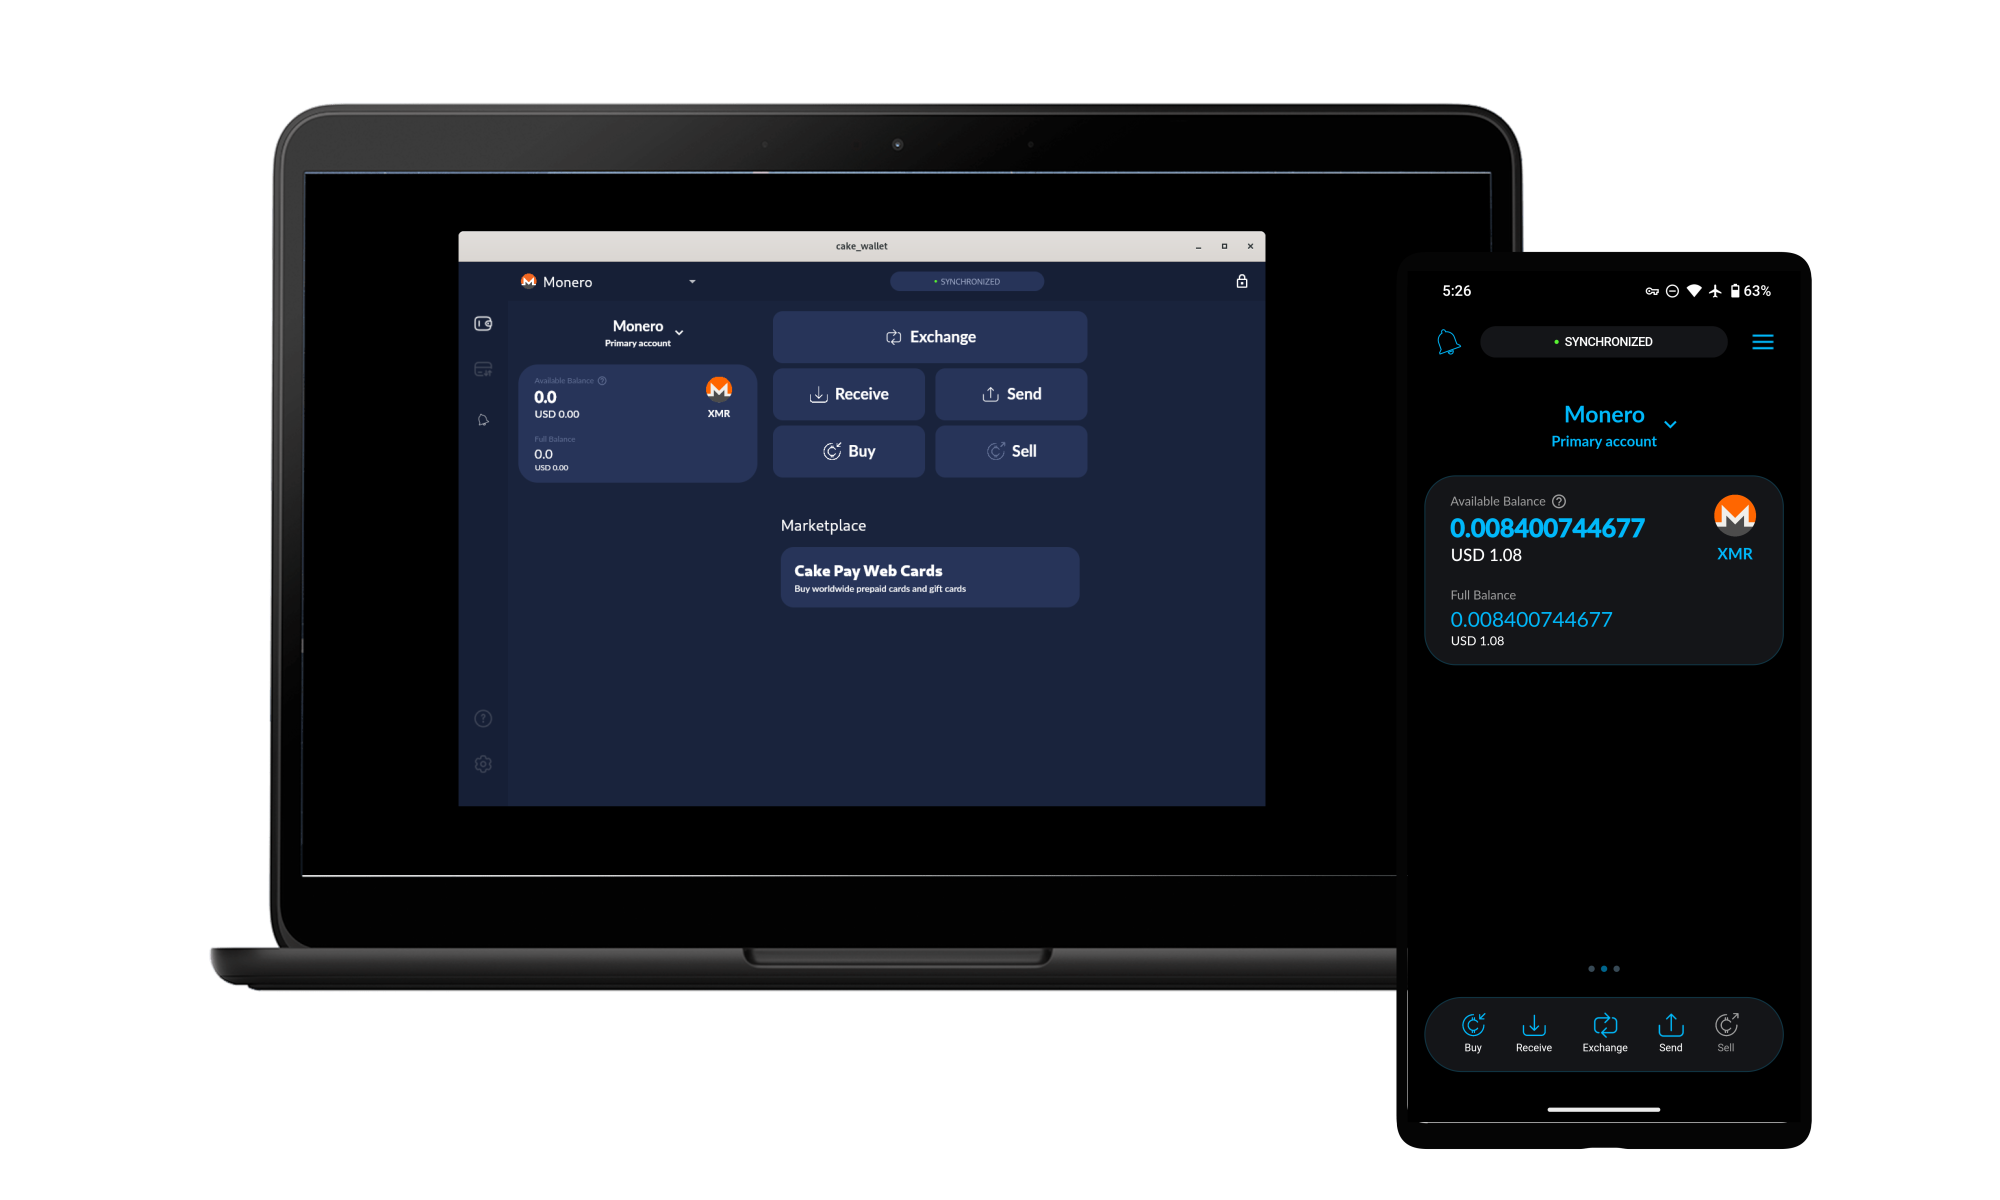 cake_wallet
Monero
SYNCHRONIZED
Monero
Primary account
Available Balance
0.0
USD 0.00
XMR
Full Balance
0.0
USD 0.00
Exchange
Receive
Send
Buy
Sell
Marketplace
Cake Pay Web Cards
Buy worldwide prepaid cards and gift cards
5:26
63%
SYNCHRONIZED
Monero
Primary account
Available Balance
0.008400744677
USD 1.08
XMR
Full Balance
0.008400744677
USD 1.08
Buy
Receive
Exchange
Send
Sell